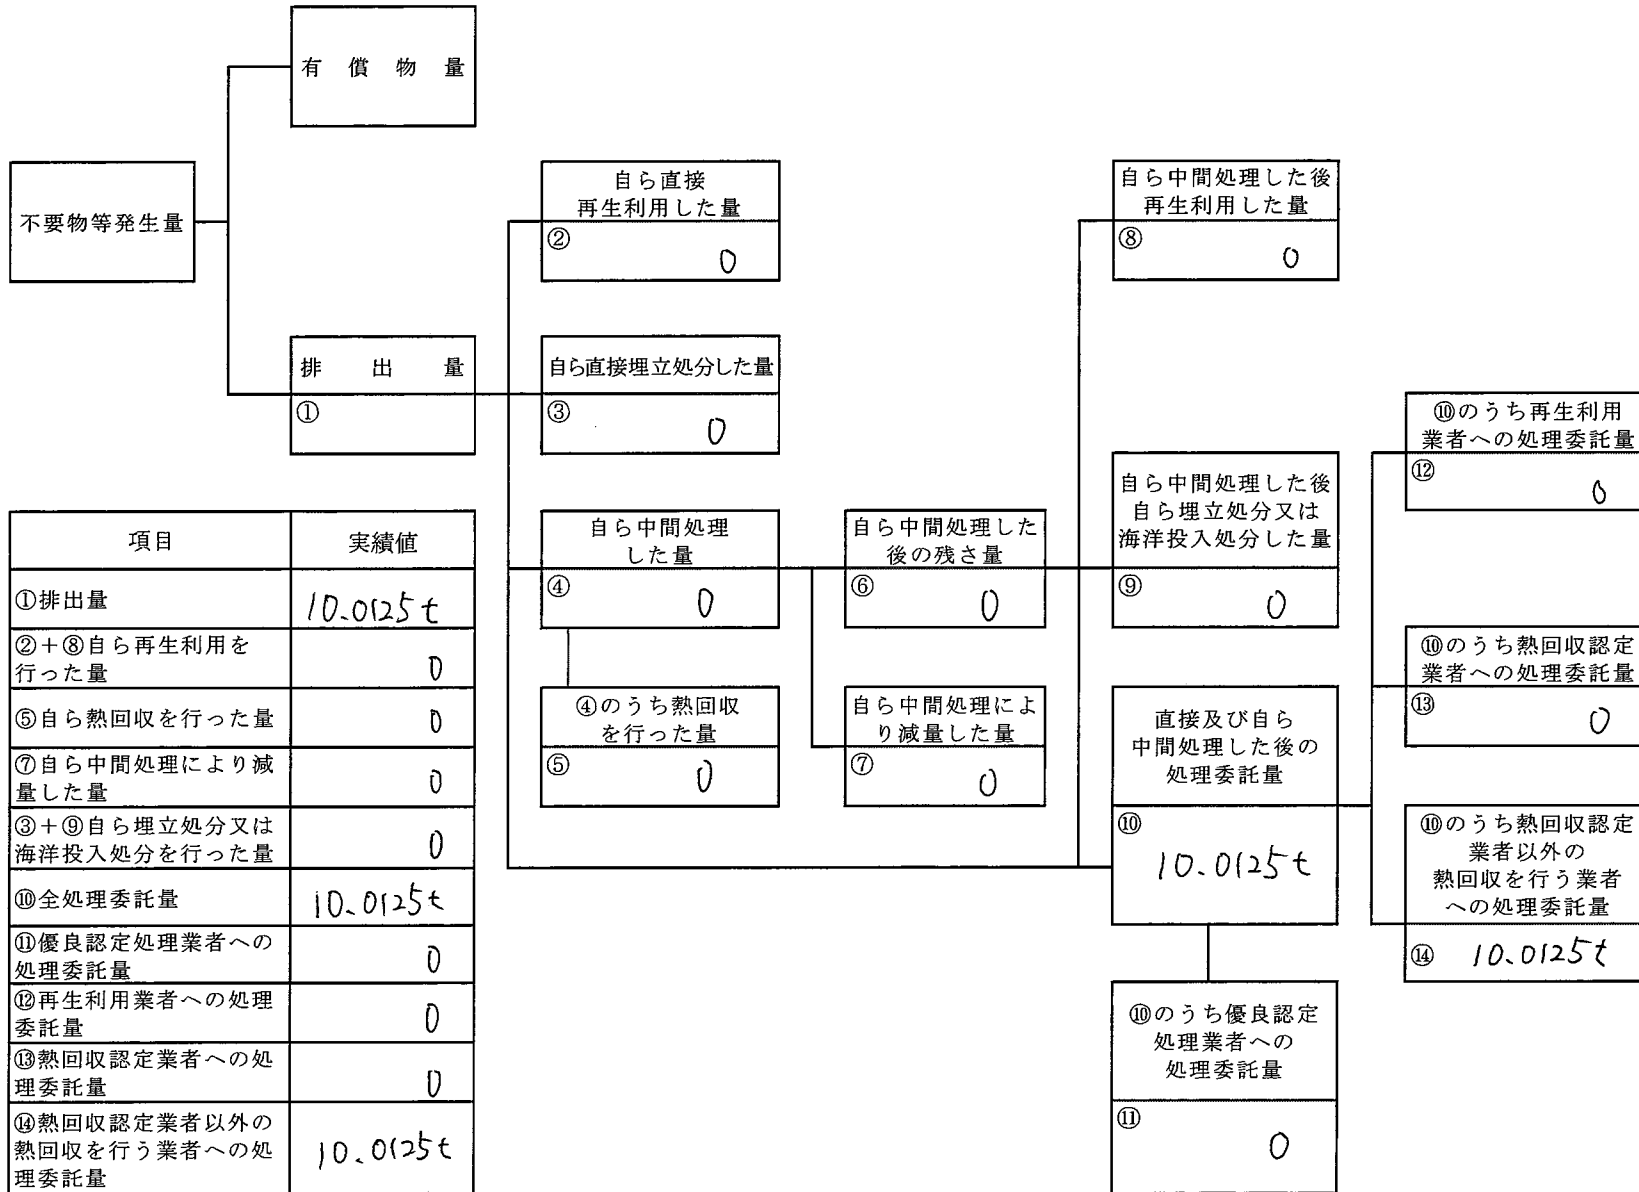 有償物量
不要物等発生量
排出量
①
自ら直接
再生利用した量
②
0
自ら直接埋立処分した量
③
0
自ら中間処理
した量
④
0
④のうち熱回収
を行った量
⑤
0
自ら中間処理した
後の残さ量
⑥
0
自ら中間処理によ
り減量した量
⑦
0
自ら中間処理した後
再生利用した量
⑧
0
自ら中間処理した後
自ら埋立処分又は
海洋投入処分した量
⑨
0
直接及び自ら
中間処理した後の
処理委託量
⑩
10.0125t
⑩のうち優良認定
処理業者への
処理委託量
⑪
0
⑩のうち再生利用
業者への処理委託量
⑫
0
⑩のうち熱回収認定
業者への処理委託量
⑬
0
⑩のうち熱回収認定
業者以外の
熱回収を行う業者
への処理委託量
⑭ 10.0125t
項目 実績値
①排出量 10.0125t
②+⑧自ら再生利用を
行った量 0
⑤自ら熱回収を行った量 0
⑦自ら中間処理により減
量した量 0
③+⑨自ら埋立処分又は
海洋投入処分を行った量 0
⑩全処理委託量 10.0125t
⑪優良認定処理業者への
処理委託量 0
⑫再生利用業者への処理
委託量 0
⑬熱回収認定業者への処
理委託量 0
⑭熱回収認定業者以外の
熱回収を行う業者への処
理委託量 10.0125t